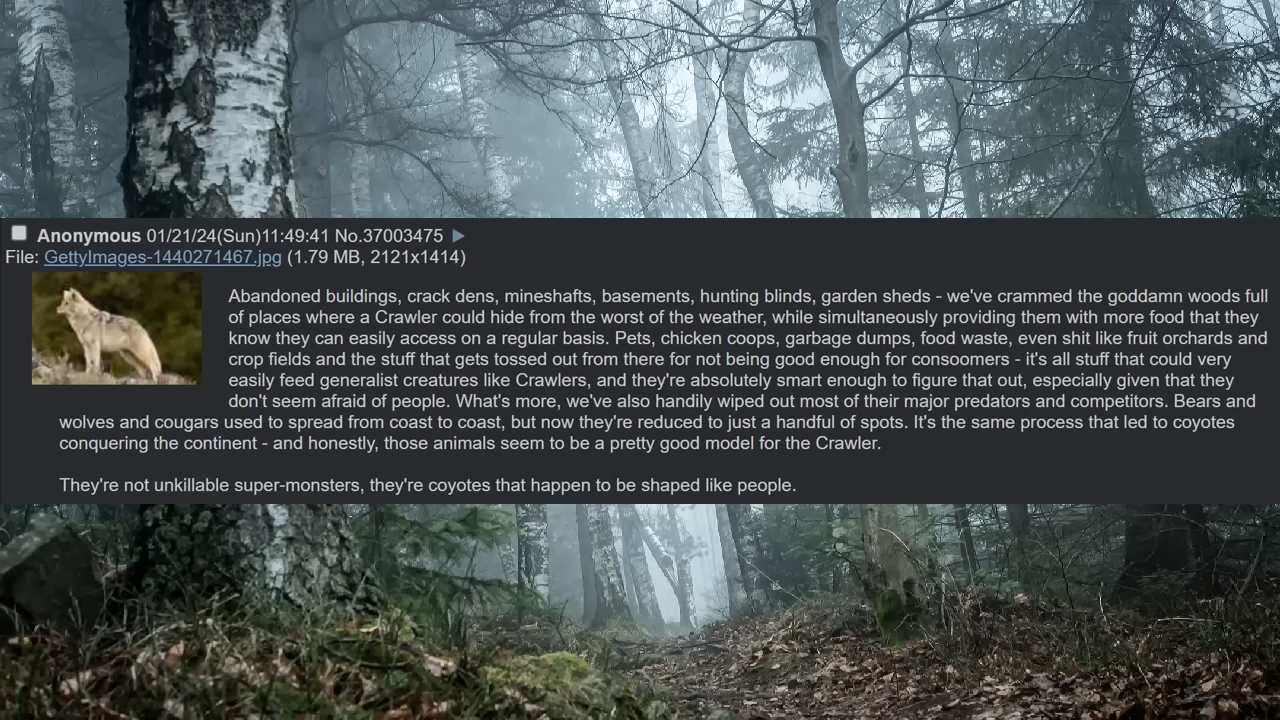 Anonymous 01/21/24(Sun)11:49:41 No.37003475
File: GettyImages-1440271467.jpg (1.79 MB, 2121x1414)
Abandoned buildings, crack dens, mineshafts, basements, hunting blinds, garden sheds - we've crammed the goddamn woods full
of places where a Crawler could hide from the worst of the weather, while simultaneously providing them with more food that they
know they can easily access on a regular basis. Pets, chicken coops, garbage dumps, food waste, even shit like fruit orchards and
crop fields and the stuff that gets tossed out from there for not being good enough for consoomers - it's all stuff that could very
easily feed generalist creatures like Crawlers, and they're absolutely smart enough to figure that out, especially given that they
don't seem afraid of people. What's more, we've also handily wiped out most of their major predators and competitors. Bears and
wolves and cougars used to spread from coast to coast, but now they're reduced to just a handful of spots. It's the same process that led to coyotes
conquering the continent - and honestly, those animals seem to be a pretty good model for the Crawler.
They're not unkillable super-monsters, they're coyotes that happen to be shaped like people.